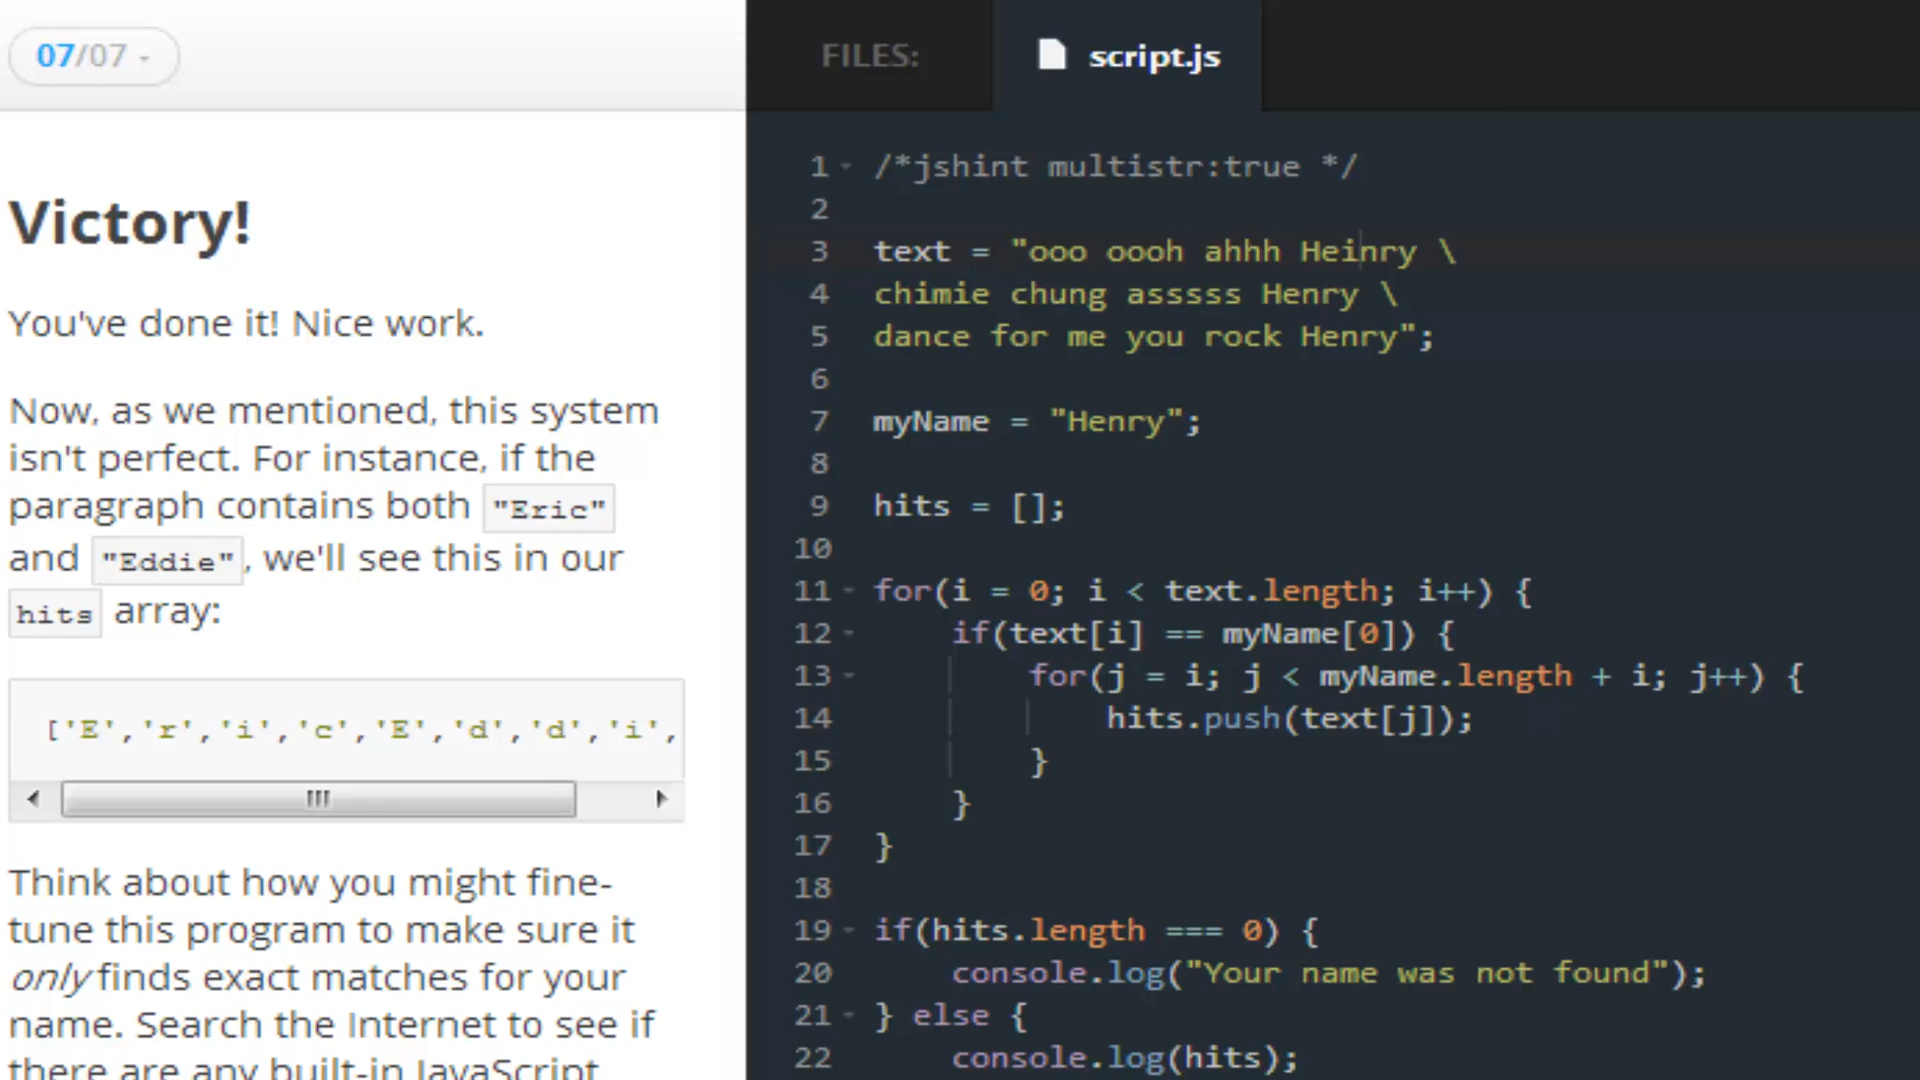 07/07
Victory!
You've done it! Nice work.
Now, as we mentioned, this system
isn't perfect. For instance, if the
paragraph contains both "Eric"
and "Eddie", we'll see this in our
hits array:
['E','r','i','c','E','d','d','i',
Think about how you might fine-
tune this program to make sure it
only finds exact matches for your
name. Search the Internet to see if
there are any built-in JavaScript
FILES:
script.js
1 /*jshint multistr:true */
2
3 text = "ooo oooh ahhh Heinry \
4 chimie chung asssss Henry \
5 dance for me you rock Henry";
6
7 myName = "Henry";
8
9 hits = [];
10
11 for(i = 0; i < text.length; i++) {
12 if(text[i] == myName[0]) {
13 for(j = i; j < myName.length + i; j++) {
14 hits.push(text[j]);
15 }
16 }
17 }
18
19 if(hits.length === 0) {
20 console.log("Your name was not found");
21 } else {
22 console.log(hits);